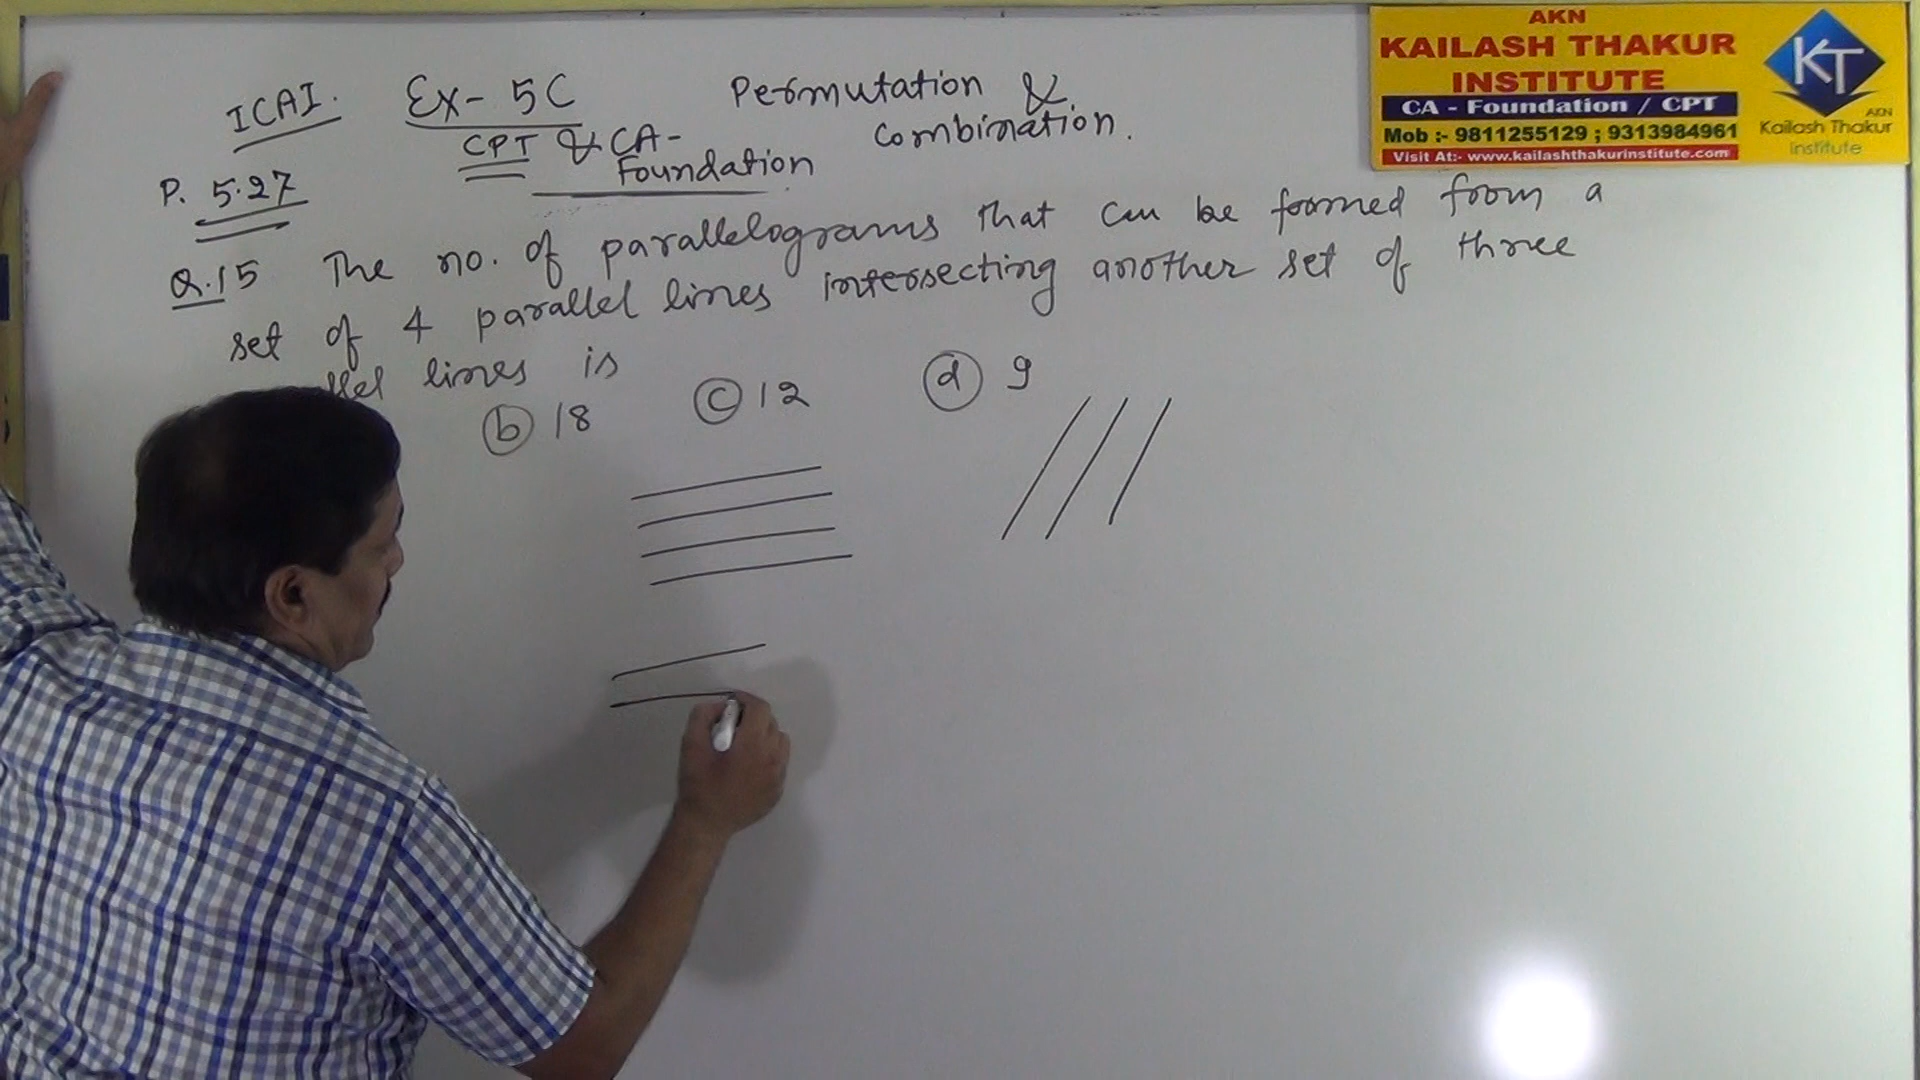 ICAI. Ex- 5C Permutation &
CPT & CA- Combination.
Foundation
P. 5.27
Q.15 The no. of parallelograms that can be formed from a
set of 4 parallel lines intersecting another set of three
lines is
(b) 18 (c) 12 (d) 9
AKN
KAILASH THAKUR
INSTITUTE
CA - Foundation / CPT
Mob :- 9811255129 ; 9313984961
Visit At:- www.kailashthakurinstitute.com
KT
AKN
Kailash Thakur
Institute